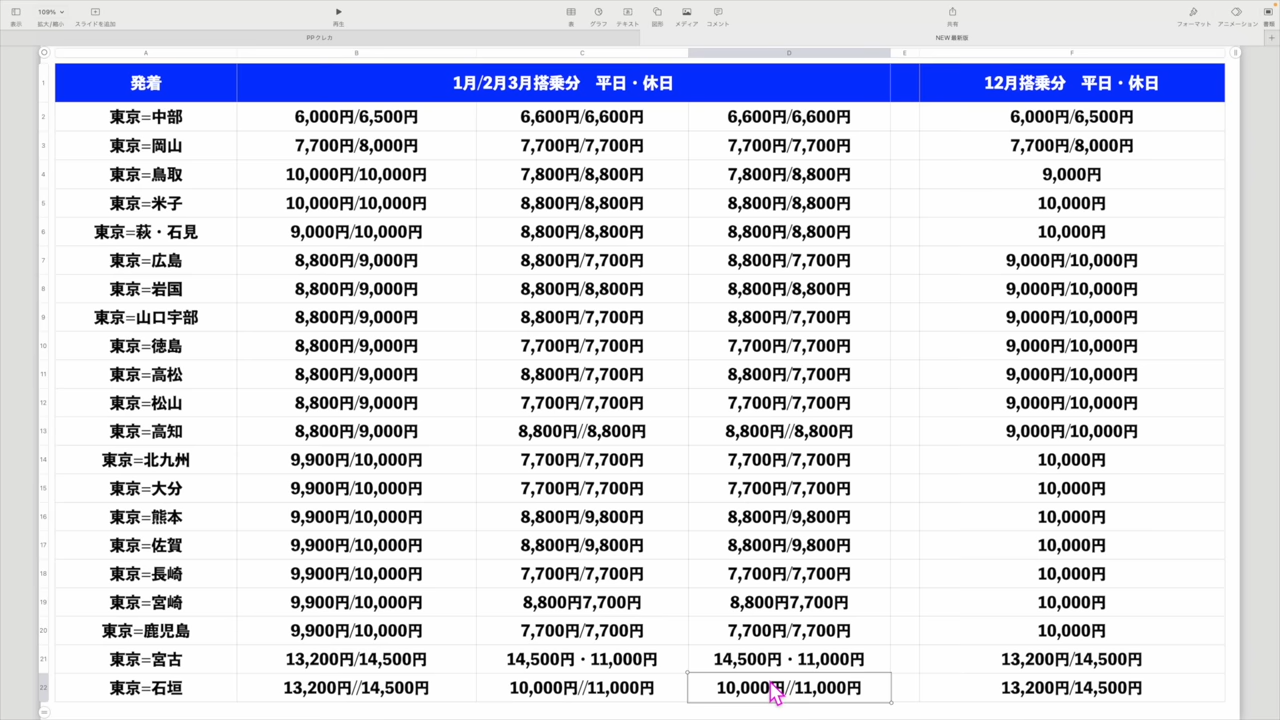 109%
表示 拡大/縮小 スライドを追加 再生 表 グラフ テキスト 図形 メディア コメント 共有 フォーマット アニメーション 書類
PPクレカ NEW最新版
A B C D E F
1 発着 1月/2月3月搭乗分 平日・休日 12月搭乗分 平日・休日
2 東京=中部 6,000円/6,500円 6,600円/6,600円 6,600円/6,600円 6,000円/6,500円
3 東京=岡山 7,700円/8,000円 7,700円/7,700円 7,700円/7,700円 7,700円/8,000円
4 東京=鳥取 10,000円/10,000円 7,800円/8,800円 7,800円/8,800円 9,000円
5 東京=米子 10,000円/10,000円 8,800円/8,800円 8,800円/8,800円 10,000円
6 東京=萩・石見 9,000円/10,000円 8,800円/8,800円 8,800円/8,800円 10,000円
7 東京=広島 8,800円/9,000円 8,800円/7,700円 8,800円/7,700円 9,000円/10,000円
8 東京=岩国 8,800円/9,000円 8,800円/8,800円 8,800円/8,800円 9,000円/10,000円
9 東京=山口宇部 8,800円/9,000円 8,800円/7,700円 8,800円/7,700円 9,000円/10,000円
10 東京=徳島 8,800円/9,000円 7,700円/7,700円 7,700円/7,700円 9,000円/10,000円
11 東京=高松 8,800円/9,000円 8,800円/7,700円 8,800円/7,700円 9,000円/10,000円
12 東京=松山 8,800円/9,000円 7,700円/7,700円 7,700円/7,700円 9,000円/10,000円
13 東京=高知 8,800円/9,000円 8,800円//8,800円 8,800円//8,800円 9,000円/10,000円
14 東京=北九州 9,900円/10,000円 7,700円/7,700円 7,700円/7,700円 10,000円
15 東京=大分 9,900円/10,000円 7,700円/7,700円 7,700円/7,700円 10,000円
16 東京=熊本 9,900円/10,000円 8,800円/9,800円 8,800円/9,800円 10,000円
17 東京=佐賀 9,900円/10,000円 8,800円/9,800円 8,800円/9,800円 10,000円
18 東京=長崎 9,900円/10,000円 7,700円/7,700円 7,700円/7,700円 10,000円
19 東京=宮崎 9,900円/10,000円 8,800円7,700円 8,800円7,700円 10,000円
20 東京=鹿児島 9,900円/10,000円 7,700円/7,700円 7,700円/7,700円 10,000円
21 東京=宮古 13,200円/14,500円 14,500円・11,000円 14,500円・11,000円 13,200円/14,500円
22 東京=石垣 13,200円//14,500円 10,000円//11,000円 10,000円//11,000円 13,200円/14,500円